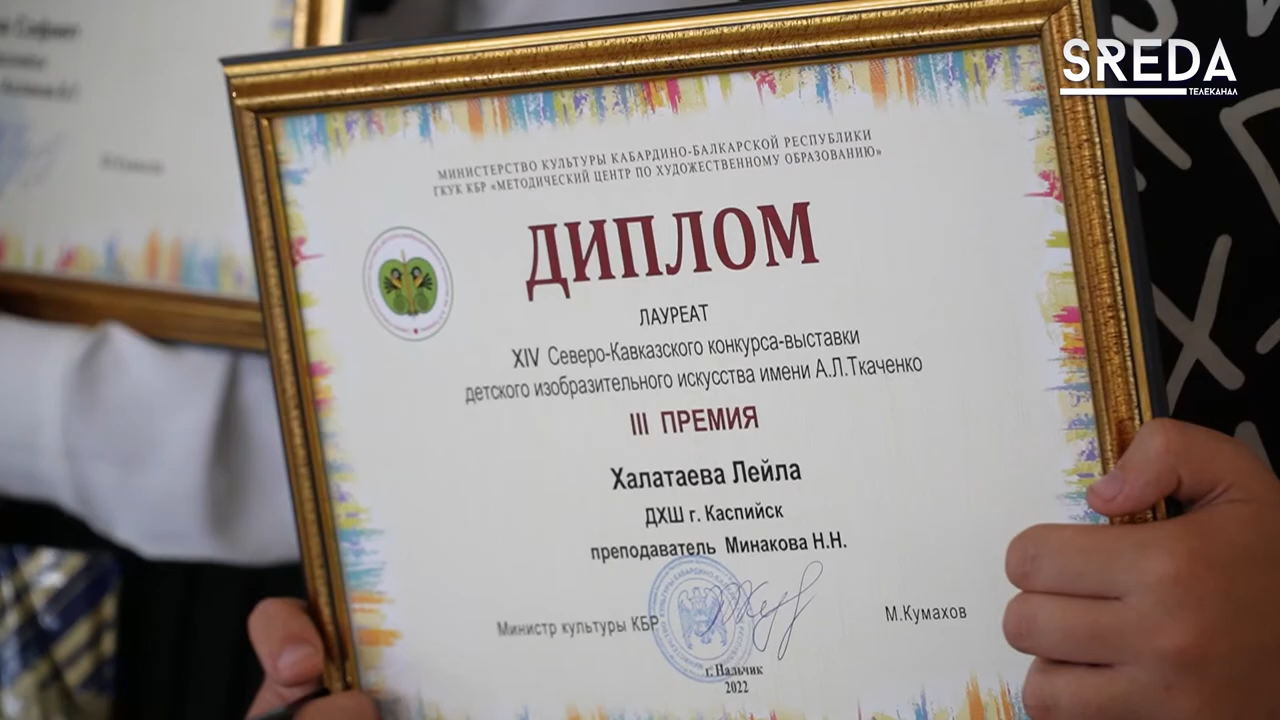 SREDA
ТЕЛЕКАНАЛ
МИНИСТЕРСТВО КУЛЬТУРЫ КАБАРДИНО-БАЛКАРСКОЙ РЕСПУБЛИКИ
ГКУК КБР «МЕТОДИЧЕСКИЙ ЦЕНТР ПО ХУДОЖЕСТВЕННОМУ ОБРАЗОВАНИЮ»
ДИПЛОМ
ЛАУРЕАТ
XIV Северо-Кавказского конкурса-выставки
детского изобразительного искусства имени А.Л.Ткаченко
III ПРЕМИЯ
Халатаева Лейла
ДХШ г. Каспийск
преподаватель Минакова Н.Н.
Министр культуры КБР
М.Кумахов
г. Нальчик
2022